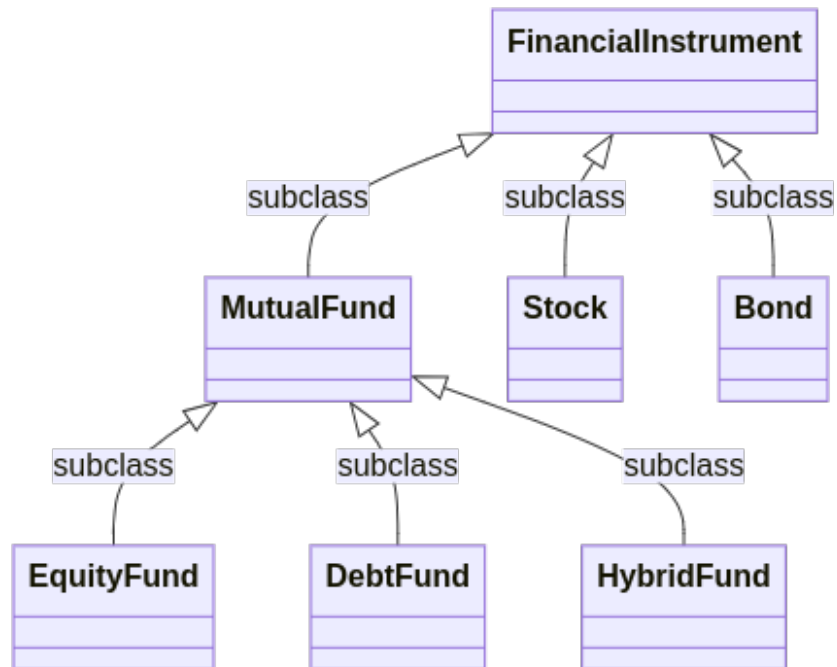 FinancialInstrument
subclass
subclass
subclass
MutualFund
Stock
Bond
subclass
subclass
subclass
EquityFund
DebtFund
HybridFund